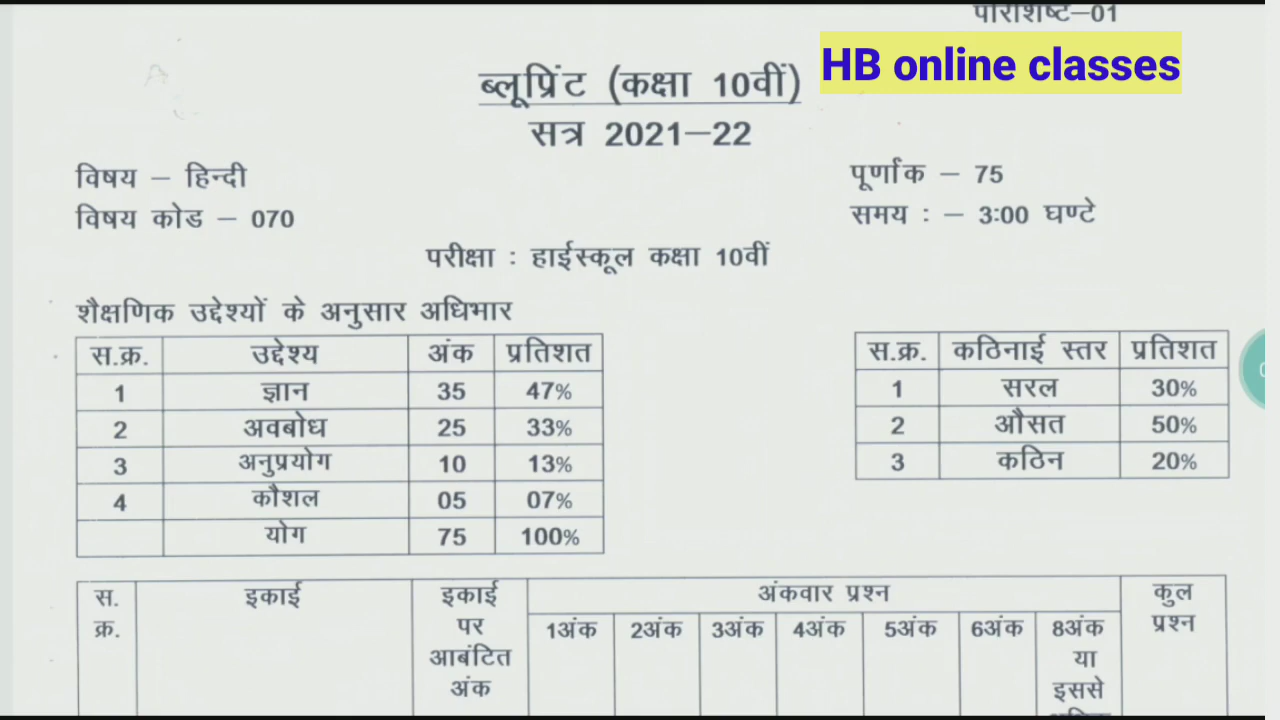 परिशिष्ट–01
HB online classes
ब्लूप्रिंट (कक्षा 10वीं)
सत्र 2021–22
विषय – हिन्दी
पूर्णांक – 75
विषय कोड – 070
समय : – 3:00 घण्टे
परीक्षा : हाईस्कूल कक्षा 10वीं
शैक्षणिक उद्देश्यों के अनुसार अधिभार
स.क्र. उद्देश्य अंक प्रतिशत
1 ज्ञान 35 47%
2 अवबोध 25 33%
3 अनुप्रयोग 10 13%
4 कौशल 05 07%
योग 75 100%
स.क्र. कठिनाई स्तर प्रतिशत
1 सरल 30%
2 औसत 50%
3 कठिन 20%
स. इकाई इकाई अंकवार प्रश्न कुल
क्र. पर 1अंक 2अंक 3अंक 4अंक 5अंक 6अंक 8अंक प्रश्न
आबंटित या
अंक इससे